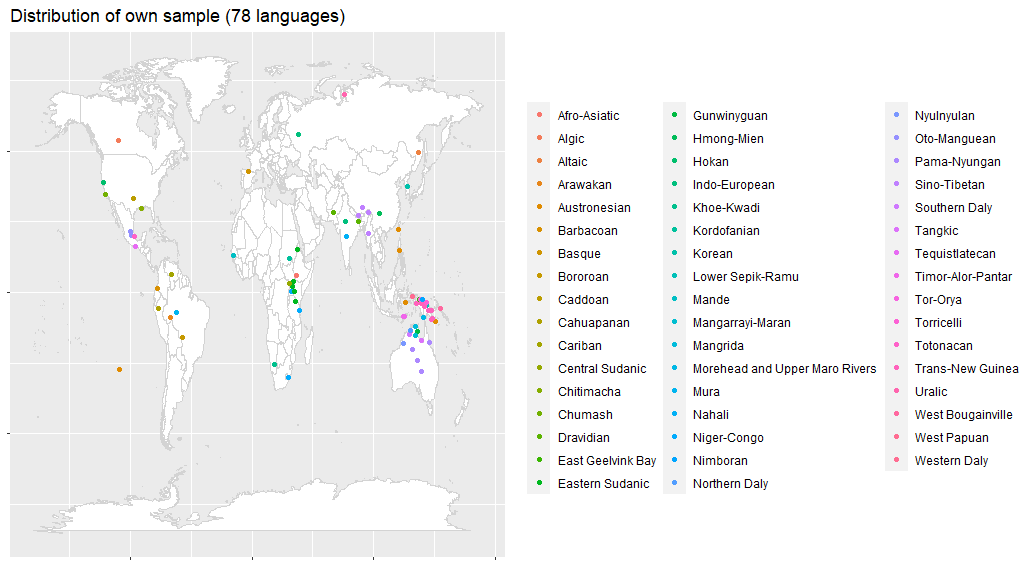 Distribution of own sample (78 languages)
Afro-Asiatic
Algic
Altaic
Arawakan
Austronesian
Barbacoan
Basque
Bororoan
Caddoan
Cahuapanan
Cariban
Central Sudanic
Chitimacha
Chumash
Dravidian
East Geelvink Bay
Eastern Sudanic
Gunwinyguan
Hmong-Mien
Hokan
Indo-European
Khoe-Kwadi
Kordofanian
Korean
Lower Sepik-Ramu
Mande
Mangarrayi-Maran
Mangrida
Morehead and Upper Maro Rivers
Mura
Nahali
Niger-Congo
Nimboran
Northern Daly
Nyulnyulan
Oto-Manguean
Pama-Nyungan
Sino-Tibetan
Southern Daly
Tangkic
Tequistlatecan
Timor-Alor-Pantar
Tor-Orya
Torricelli
Totonacan
Trans-New Guinea
Uralic
West Bougainville
West Papuan
Western Daly